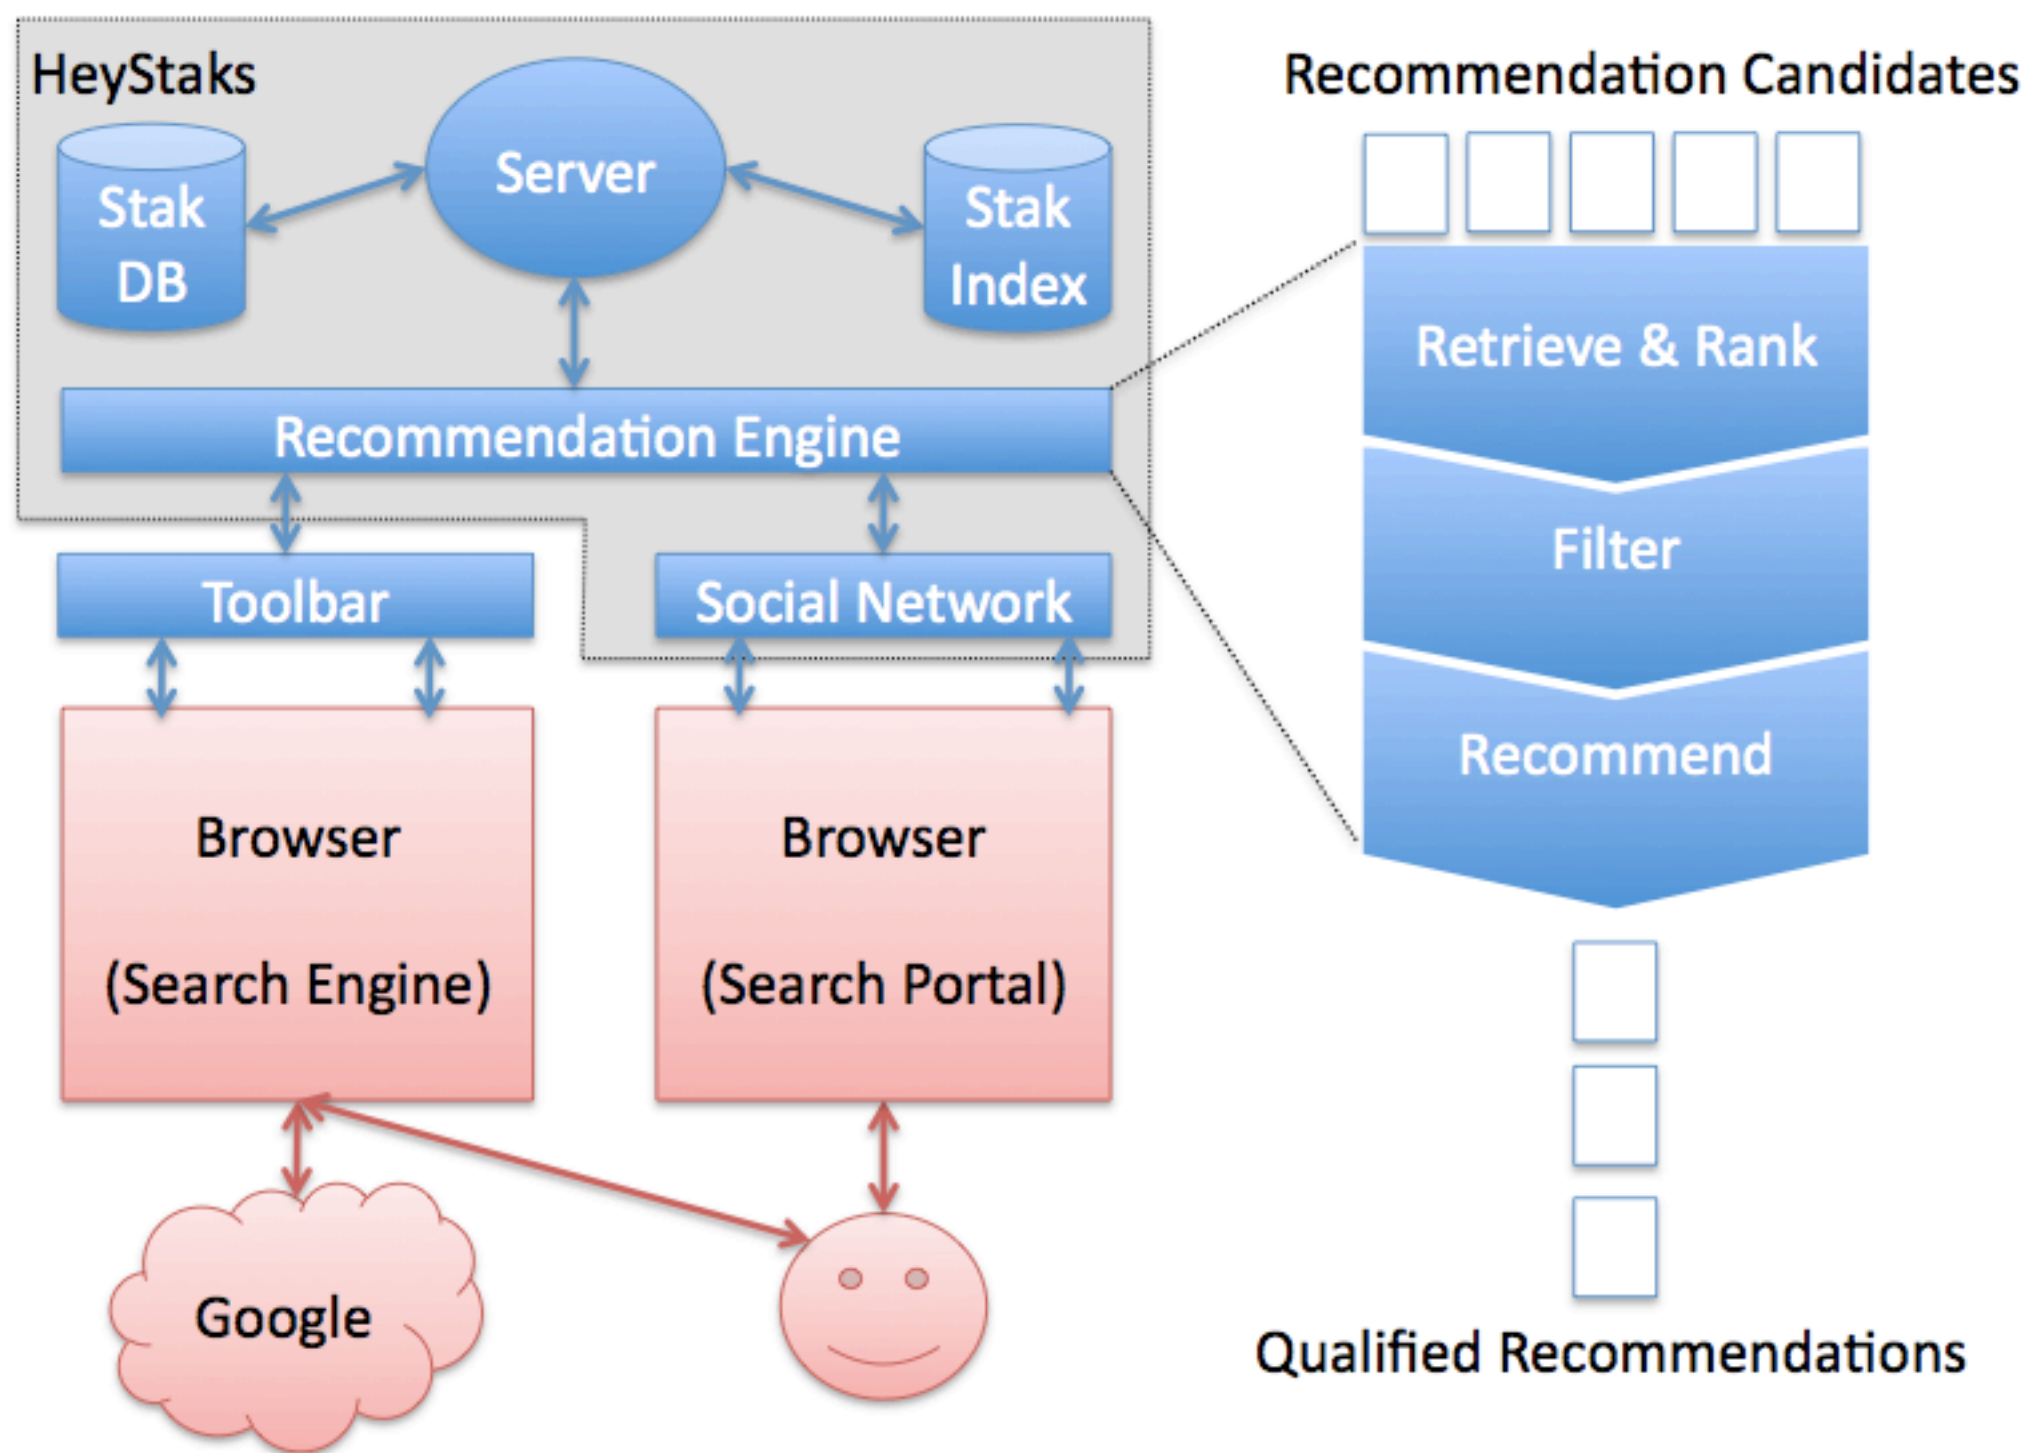 HeyStaks
Stak
DB
Server
Stak
Index
Recommendation Engine
Toolbar
Social Network
Browser
(Search Engine)
Browser
(Search Portal)
Google
Recommendation Candidates
Retrieve & Rank
Filter
Recommend
Qualified Recommendations